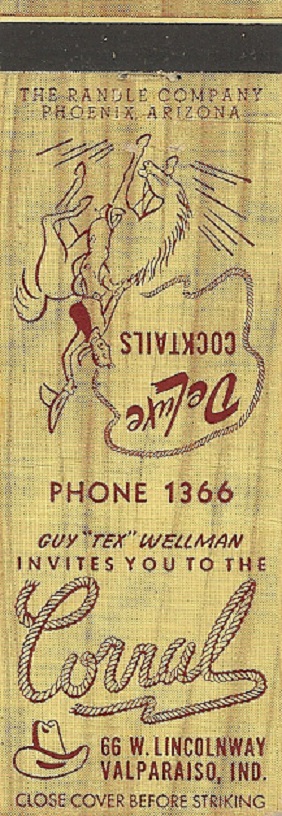 THE RANDLE COMPANY
PHOENIX, ARIZONA
DeLuxe
COCKTAILS
PHONE 1366
GUY "TEX" WELLMAN
INVITES YOU TO THE
Corral
66 W. LINCOLNWAY
VALPARAISO, IND.
CLOSE COVER BEFORE STRIKING